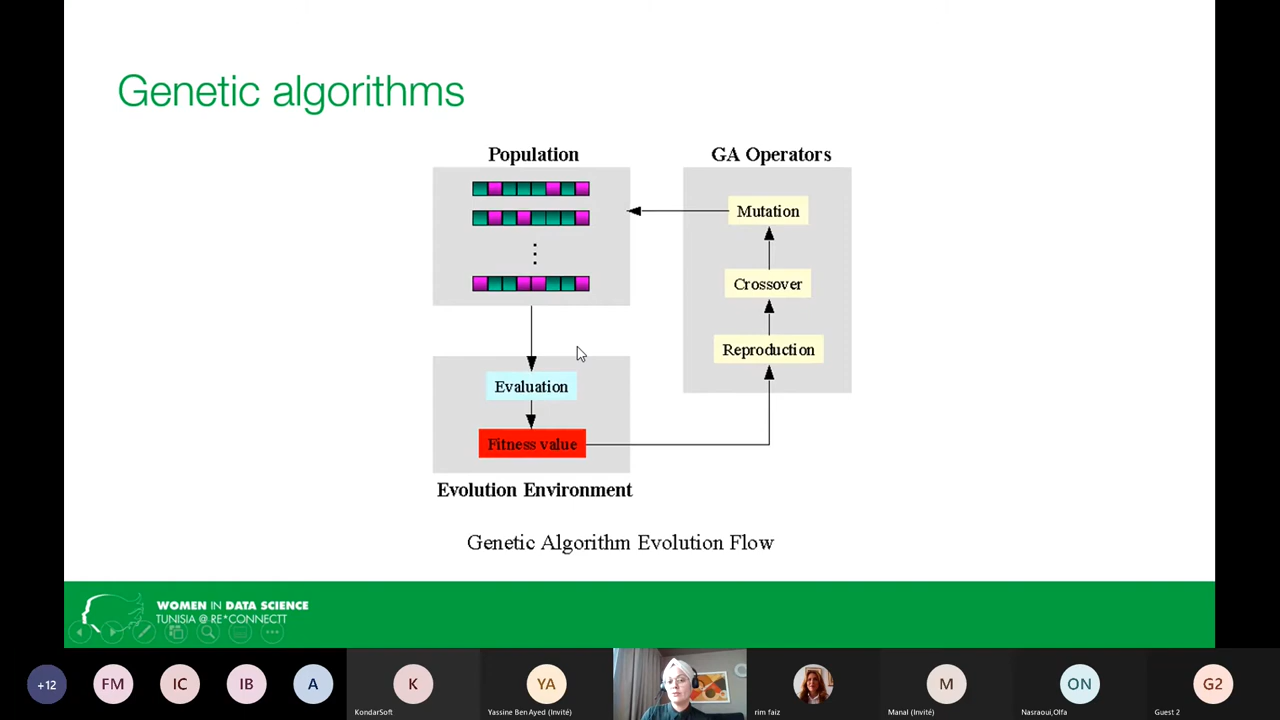 Genetic algorithms
Population
GA Operators
Mutation
Crossover
Reproduction
Evaluation
Fitness value
Evolution Environment
Genetic Algorithm Evolution Flow
WOMEN IN DATA SCIENCE
TUNISIA @ RE*CONNECTT
+12
FM
IC
IB
A
K
YA
M
ON
G2
KondarSoft
Yassine Ben Ayed (Invité)
rim faiz
Manal (Invité)
Nasraoui,Olfa
Guest 2